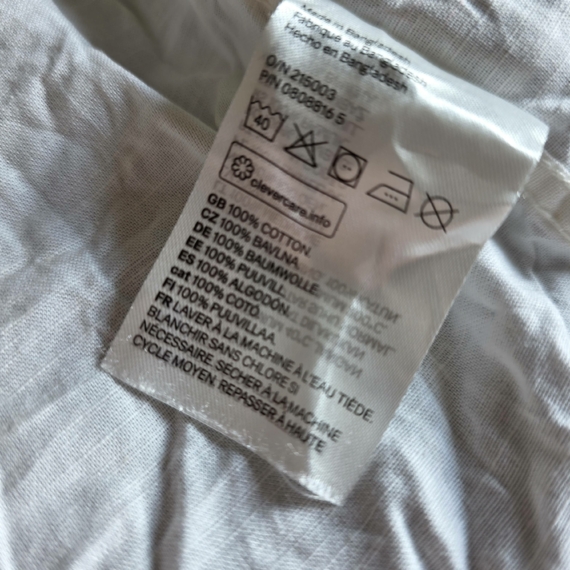 Made in Bangladesh
Fabriqué au Bangladesh
Hecho en Bangladesh
O/N 215003
P/N 0808816 5
40
clevercare.info
GB 100% COTTON.
CZ 100% BAVLNA.
DE 100% BAUMWOLLE.
EE 100% PUUVILL.
ES 100% ALGODÓN.
cat 100% COTÓ.
FI 100% PUUVILLAA.
FR LAVER À LA MACHINE À L'EAU TIÈDE.
BLANCHIR SANS CHLORE SI
NÉCESSAIRE. SÉCHER À LA MACHINE
CYCLE MOYEN. REPASSER À HAUTE